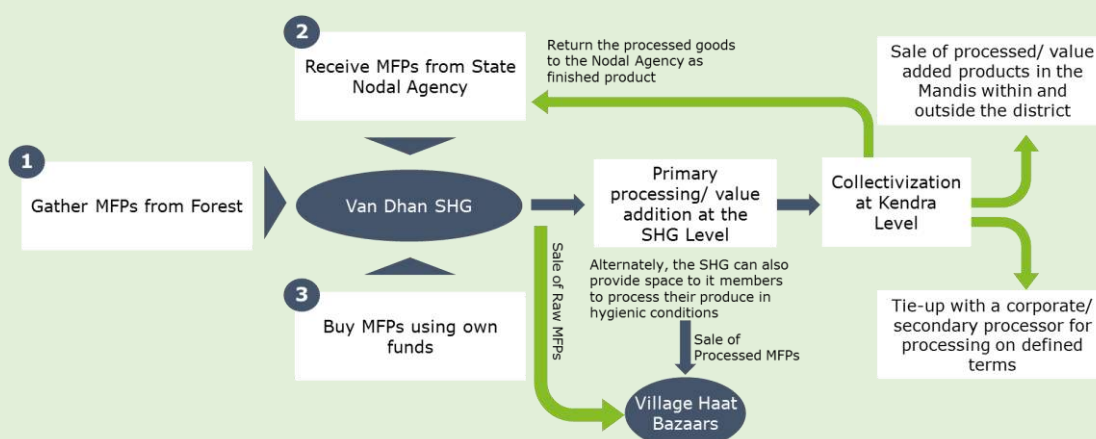 2
Receive MFPs from State
Nodal Agency
Return the processed goods
to the Nodal Agency as
finished product
Sale of processed/ value
added products in the
Mandis within and
outside the district
1
Gather MFPs from Forest
Van Dhan SHG
Primary
processing/ value
addition at the
SHG Level
Collectivization
at Kendra
Level
3
Buy MFPs using own
funds
Sale of Raw MFPs
Alternately, the SHG can also
provide space to it members
to process their produce in
hygienic conditions
Sale of
Processed MFPs
Village Haat
Bazaars
Tie-up with a corporate/
secondary processor for
processing on defined
terms